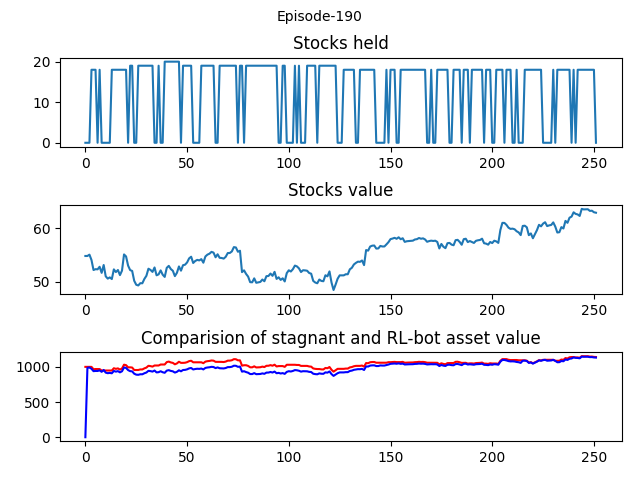 Episode-190
Stocks held
20
10
0
0 50 100 150 200 250
Stocks value
60
50
0 50 100 150 200 250
Comparision of stagnant and RL-bot asset value
1000
500
0
0 50 100 150 200 250